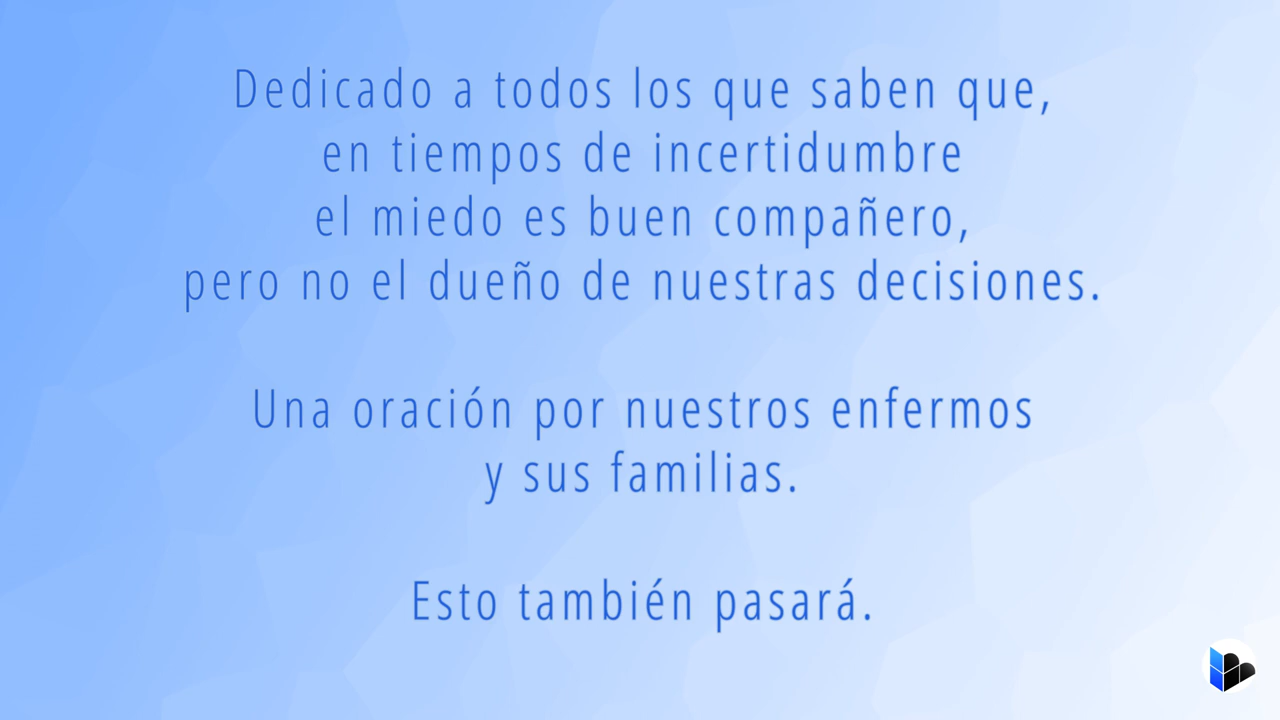 Dedicado a todos los que saben que,
en tiempos de incertidumbre
el miedo es buen compañero,
pero no el dueño de nuestras decisiones.
Una oración por nuestros enfermos
y sus familias.
Esto también pasará.